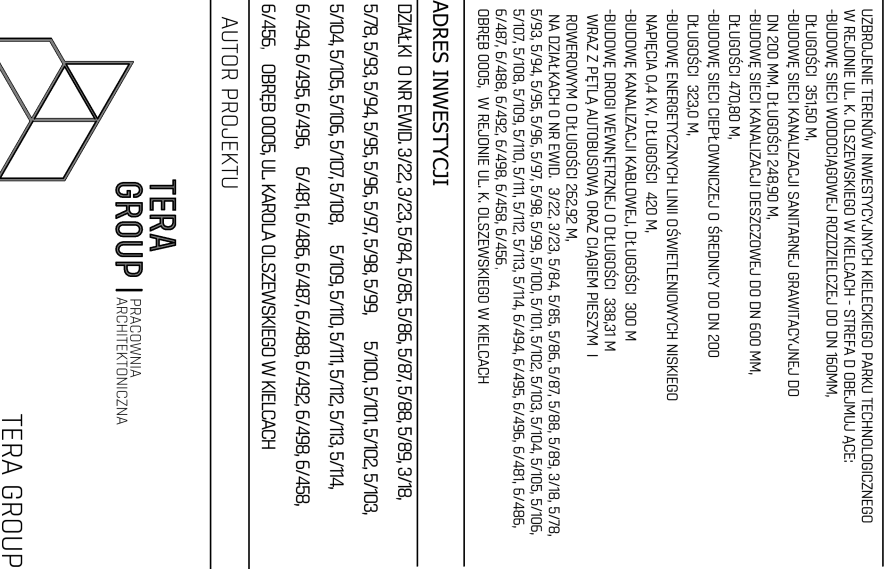 UZBROJENIE TERENÓW INWESTYCYJNYCH KIELECKIEGO PARKU TECHNOLOGICZNEGO
W REJONIE UL. K. OLSZEWSKIEGO W KIELCACH - STREFA D OBEJMUJ ACE:
-BUDOWE SIECI WODOCIĄGOWEJ ROZDZIELCZEJ DO DN 160MM,
DŁUGOŚCI 351,50 M,
-BUDOWE SIECI KANALIZACJI SANITARNEJ GRAWITACYJNEJ DO
DN 200 MM, DŁUGOŚCI 248,90 M,
-BUDOWE SIECI KANALIZACJI DESZCZOWEJ DO DN 600 MM,
DŁUGOŚCI 470,80 M,
-BUDOWE SIECI CIEPŁOWNICZEJ O ŚREDNICY DO DN 200
DŁUGOŚCI 323,0 M,
-BUDOWE ENERGETYCZNYCH LINII OŚWIETLENIOWYCH NISKIEGO
NAPIĘCIA 0,4 KV, DŁUGOŚCI 420 M,
-BUDOWE KANALIZACJI KABLOWEJ, DŁUGOŚCI 300 M
-BUDOWE DROGI WEWNĘTRZNEJ O DŁUGOŚCI 338,31 M
WRAZ Z PĘTLĄ AUTOBUSOWĄ ORAZ CIĄGIEM PIESZYM I
ROWEROWYM O DŁUGOŚCI 262,92 M,
NA DZIAŁKACH O NR EWID. 3/22, 3/23, 5/84, 5/85, 5/86, 5/87, 5/88, 5/89, 3/18, 5/78,
5/93, 5/94, 5/95, 5/96, 5/97, 5/98, 5/99, 5/100, 5/101, 5/102, 5/103, 5/104, 5/105, 5/106,
5/107, 5/108, 5/109, 5/110, 5/111, 5/112, 5/113, 5/114, 6/494, 6/495, 6/496, 6/481, 6/486,
6/487, 6/488, 6/492, 6/498, 6/458, 6/456,
OBRĘB 0005, W REJONIE UL. K. OLSZEWSKIEGO W KIELCACH
ADRES INWESTYCJI
DZIAŁKI O NR EWID. 3/22, 3/23, 5/84, 5/85, 5/86, 5/87, 5/88, 5/89, 3/18,
5/78, 5/93, 5/94, 5/95, 5/96, 5/97, 5/98, 5/99, 5/100, 5/101, 5/102, 5/103,
5/104, 5/105, 5/106, 5/107, 5/108, 5/109, 5/110, 5/111, 5/112, 5/113, 5/114,
6/494, 6/495, 6/496, 6/481, 6/486, 6/487, 6/488, 6/492, 6/498, 6/458,
6/456, OBRĘB 0005, UL. KAROLA OLSZEWSKIEGO W KIELCACH
AUTOR PROJEKTU
TERA
GROUP
PRACOWNIA
ARCHITEKTONICZNA
TERA GROUP